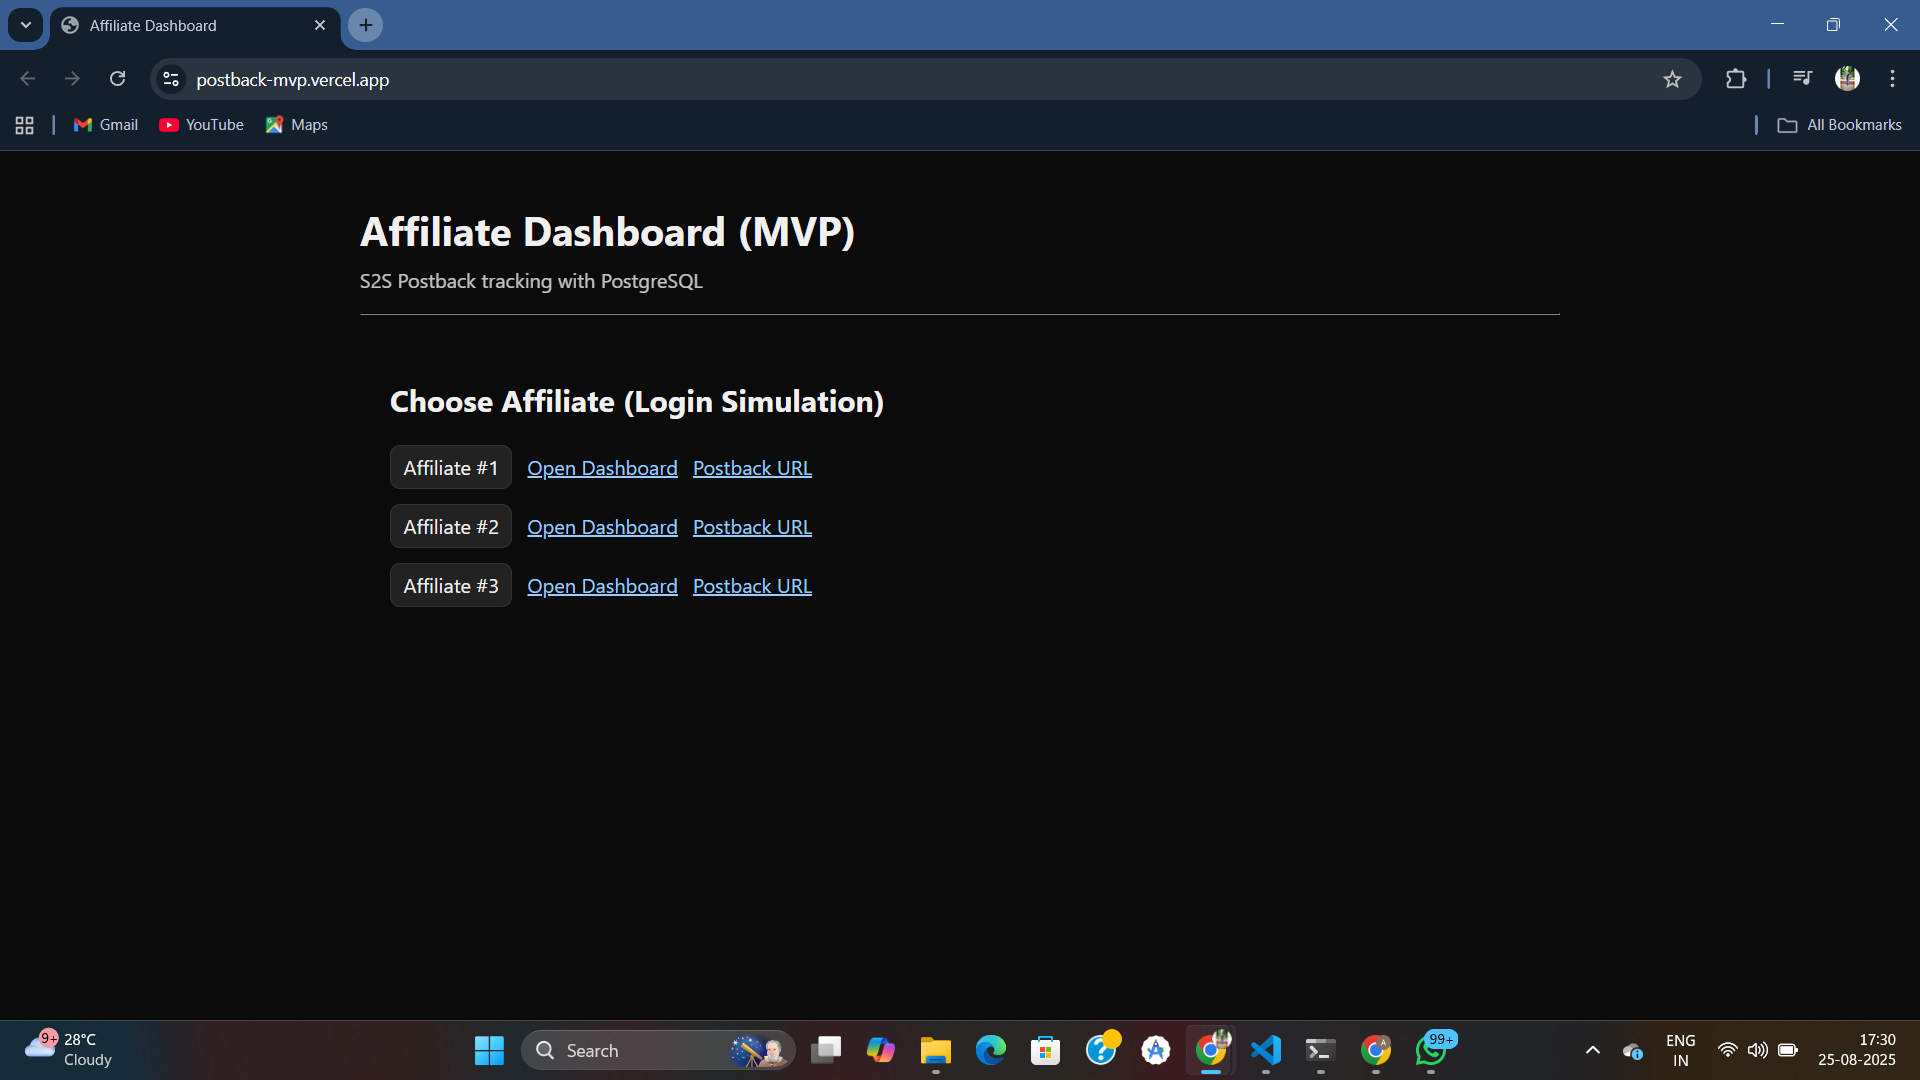 Affiliate Dashboard
postback-mvp.vercel.app
Gmail
YouTube
Maps
All Bookmarks
Affiliate Dashboard (MVP)
S2S Postback tracking with PostgreSQL
Choose Affiliate (Login Simulation)
Affiliate #1 Open Dashboard Postback URL
Affiliate #2 Open Dashboard Postback URL
Affiliate #3 Open Dashboard Postback URL
9+
28°C
Cloudy
Search
A
99+
ENG
IN
17:30
25-08-2025